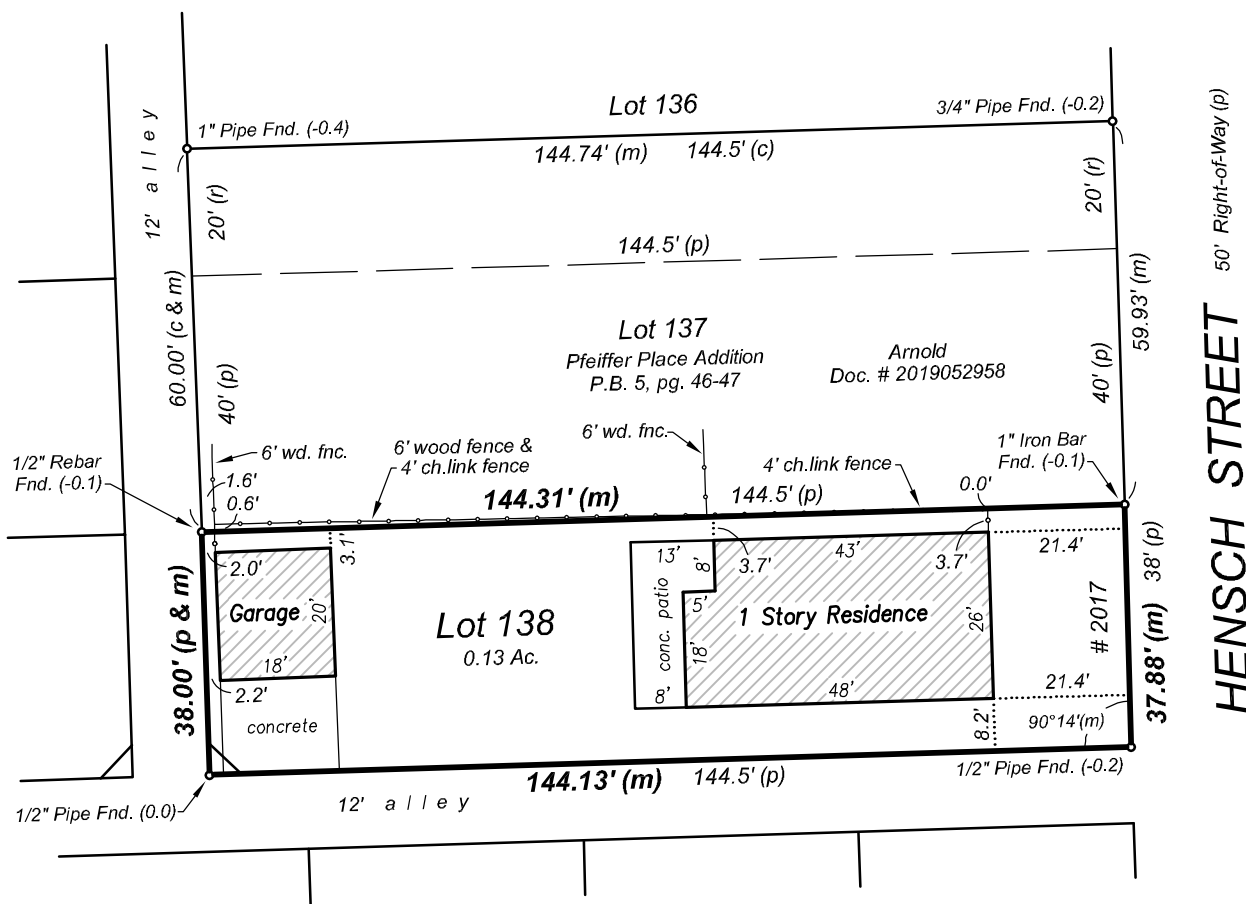 Lot 136
1" Pipe Fnd. (-0.4)
3/4" Pipe Fnd. (-0.2)
144.74' (m) 144.5' (c)
12' alley
20' (r)
20' (r)
50' Right-of-Way (p)
144.5' (p)
60.00' (c & m)
59.93' (m)
Lot 137
Pfeiffer Place Addition
P.B. 5, pg. 46-47
Arnold
Doc. # 2019052958
40' (p)
40' (p)
HENSCH STREET
6' wd. fnc.
6' wood fence &
4' ch.link fence
6' wd. fnc.
4' ch.link fence
1" Iron Bar
Fnd. (-0.1)
1/2" Rebar
Fnd. (-0.1)
1.6'
0.6'
144.31' (m) 144.5' (p)
0.0'
2.0'
3.1'
13'
8'
3.7'
43'
3.7'
21.4'
38' (p)
38.00' (p & m)
Garage
20'
18'
Lot 138
0.13 Ac.
conc. patio
5'
18'
8'
1 Story Residence
26'
48'
# 2017
37.88' (m)
21.4'
2.2'
concrete
8.2'
90°14'(m)
144.13' (m) 144.5' (p)
1/2" Pipe Fnd. (-0.2)
1/2" Pipe Fnd. (0.0)
12' alley